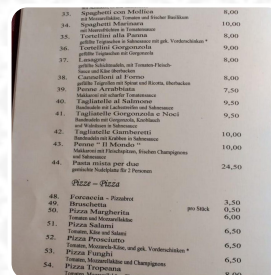 33. Spaghetti con Mollica 8,00
mit Mozzarellakäse, Tomaten und frischer Basilikum
34. Spaghetti Marinara 10,00
mit Meeresfrüchten in Tomatensauce
35. Tortellini alla Panna 8,00
gefüllte Teigtaschen in Sahnesauce mit gek. Vorderschinken *
36. Tortellini Gorgonzola 9,00
gefüllte Teigtaschen mit Gorgonzola
37. Lasagne 8,00
gefüllte Schichtnudeln, mit Tomaten-Fleisch-
Sauce und Käse überbacken
38. Cannelloni al Forno 8,00
gefüllte Teigrollen mit Spinat und Ricotta, überbacken
39. Penne Arrabbiata 7,50
Makkaroni mit scharfer Tomatensauce
40. Tagliatelle al Salmone 9,50
Bandnudeln mit Lachsstreifen und Sahnesauce
41. Tagliatelle Gorgonzola e Noci 9,50
Bandnudeln mit Gorgonzola, Knoblauch
und Walnüssen in Sahnesauce
42. Tagliatelle Gamberetti 10,00
Bandnudeln mit Krabben in Sahnesauce
43. Penne " Il Mondo " 10,00
Makkaroni mit Fleischspitzen, frischen Champignons
und Sahnesauce
44. Pasta mista per due 24,50
gemischte Nudelplatte für 2 Personen
Pizze – Pizza
48. Foccaccia – Pizzabrot 3,50
49. Bruschetta pro Stück 0,50
50. Pizza Margherita 6,00
Tomaten und Mozzarellakäse
51. Pizza Salami 6,50
Tomaten, Käse und Salami
52. Pizza Prosciutto 6,50
Tomaten, Mozzarella-Käse, und gek. Vorderschinken *
53. Pizza Funghi 6,50
Tomaten, Mozzarellakäse und Champignons
54. Pizza Tropeana 6,50